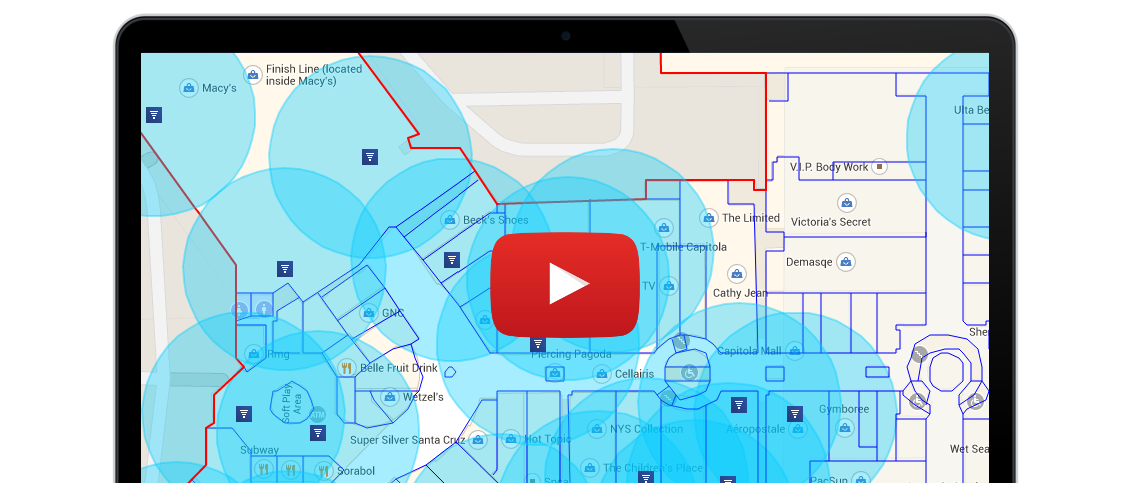 Finish Line (located
inside Macy's)
Macy's
Ulta Be
V.I.P. Body Work
Beck's Shoes
The Limited
Victoria's Secret
T-Mobile Capitola
Demasqe
TV
Cathy Jean
GNC
She
Rmg
Piercing Pagoda
Capitola Mall
Belle Fruit Drink
Cellairis
Soft Play
Area
Wetzel's
ATM
Gymboree
NYS Collection
Aéropostale
Super Silver Santa Cruz
Hot Topic
Subway
Wet Sea
Sorabol
The Children's Place
PacSun